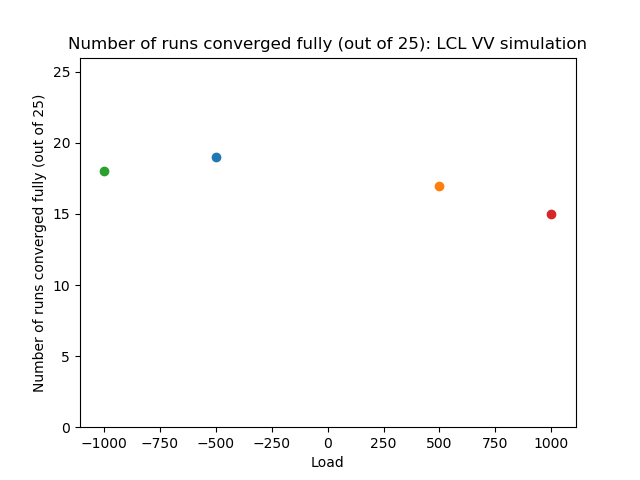 Number of runs converged fully (out of 25): LCL VV simulation
Number of runs converged fully (out of 25)
25
20
15
10
5
0
−1000 −750 −500 −250 0 250 500 750 1000
Load